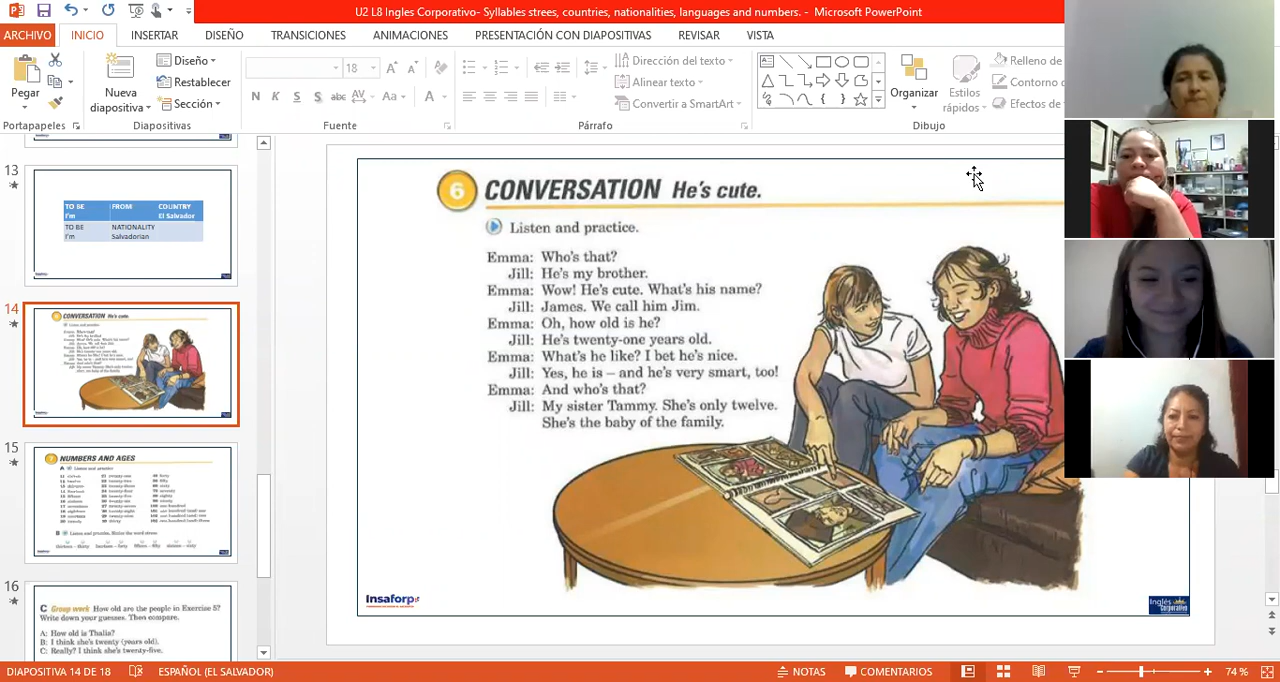 U2 L8 Ingles Corporativo- Syllables strees, countries, nationalities, languages and numbers. - Microsoft PowerPoint
ARCHIVO INICIO INSERTAR DISEÑO TRANSICIONES ANIMACIONES PRESENTACIÓN CON DIAPOSITIVAS REVISAR VISTA
Pegar
Nueva
diapositiva
Diseño
Restablecer
Sección
18
N K S S abc AV Aa A
Dirección del texto
Alinear texto
Convertir a SmartArt
Organizar
Estilos
rápidos
Relleno de
Contorno
Efectos de
Portapapeles Diapositivas Fuente Párrafo Dibujo
13
TO BE FROM COUNTRY
I'm El Salvador
TO BE NATIONALITY
I'm Salvadorian
14
CONVERSATION He's cute.
15
NUMBERS AND AGES
16
C Group work How old are the people in Exercise 5?
Write down your guesses. Then compare.
A: How old is Thalia?
B: I think she's twenty (years old).
C: Really? I think she's twenty-five.
6 CONVERSATION He's cute.
Listen and practice.
Emma: Who's that?
Jill: He's my brother.
Emma: Wow! He's cute. What's his name?
Jill: James. We call him Jim.
Emma: Oh, how old is he?
Jill: He's twenty-one years old.
Emma: What's he like? I bet he's nice.
Jill: Yes, he is – and he's very smart, too!
Emma: And who's that?
Jill: My sister Tammy. She's only twelve.
She's the baby of the family.
Insaforp
Inglés
Corporativo
DIAPOSITIVA 14 DE 18 ESPAÑOL (EL SALVADOR) NOTAS COMENTARIOS 74 %